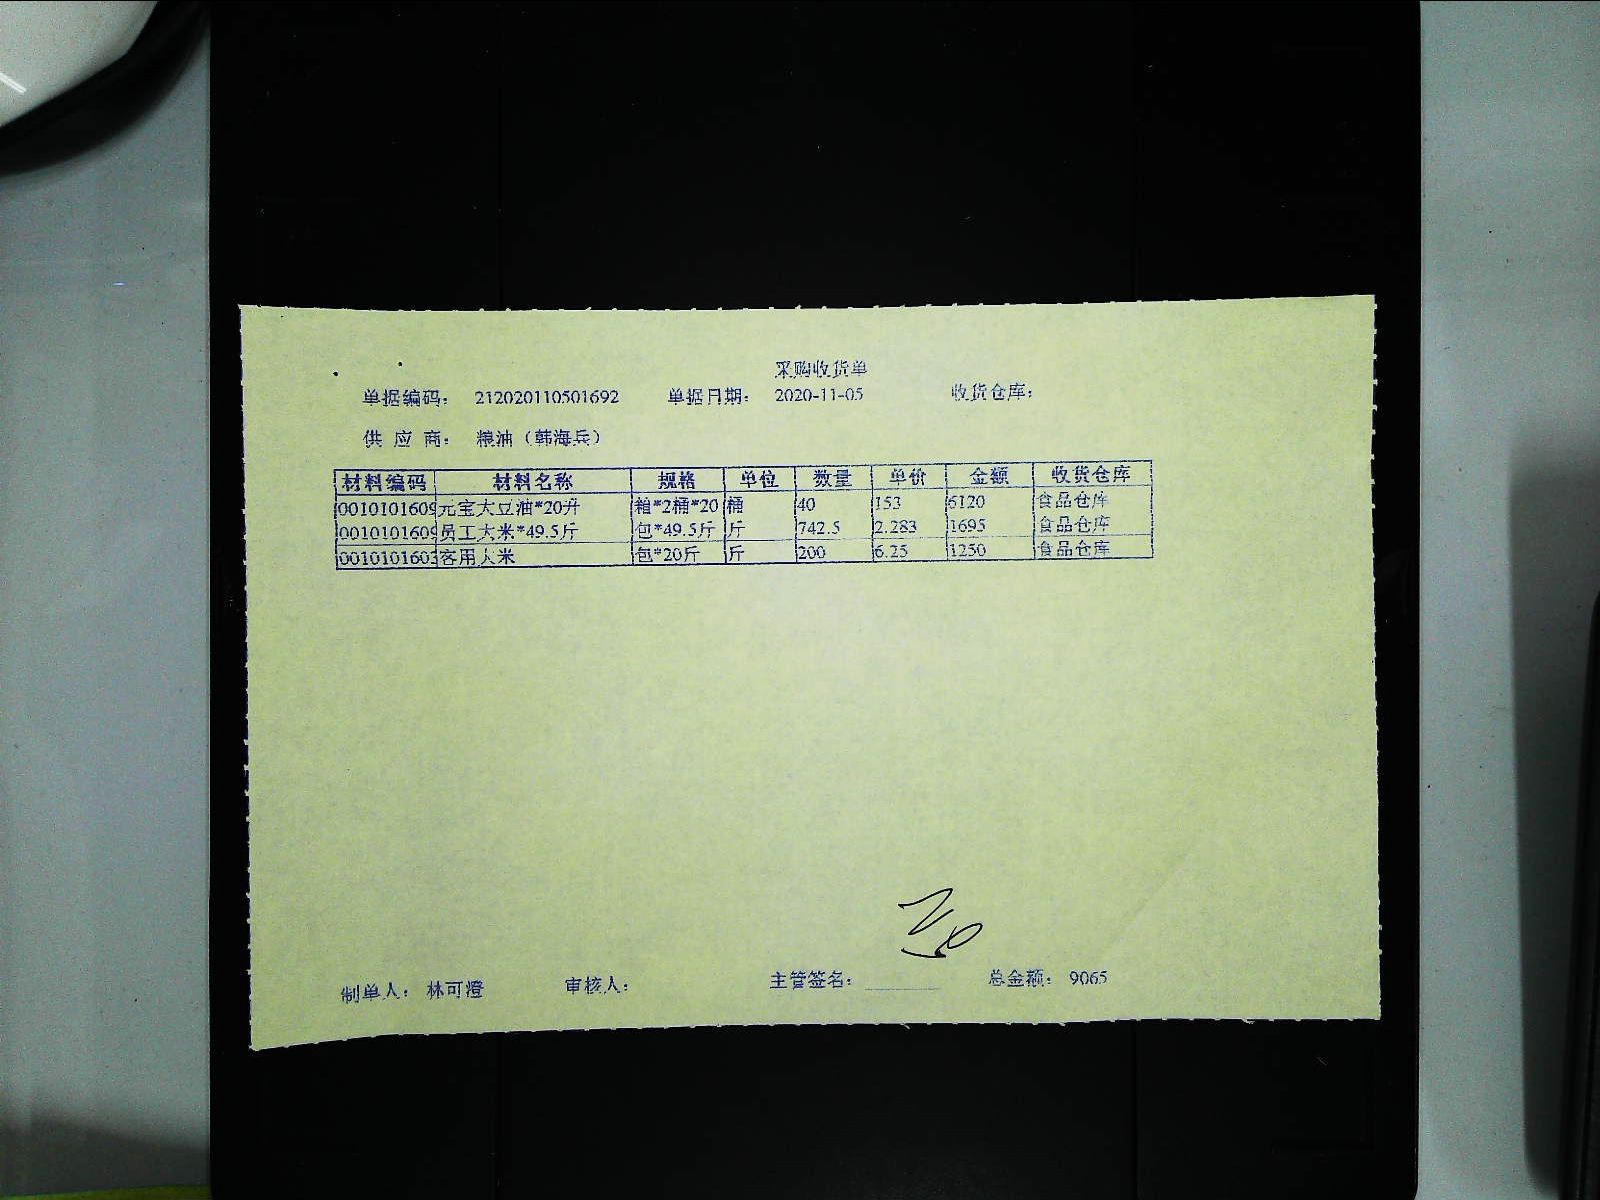 采购收货单
单据编码： 212020110501692 单据日期： 2020-11-05 收货仓库：
供 应 商： 粮油（韩海兵）
材料编码 材料名称 规格 单位 数量 单价 金额 收货仓库
0010101609 元宝大豆油*20升 箱*2桶*20 桶 40 153 6120 食品仓库
0010101609 员工大米*49.5斤 包*49.5斤 斤 742.5 2.283 1695 食品仓库
001010160 客用大米 包*20斤 斤 200 6.25 1250 食品仓库
制单人： 林可澄 审核人： 主管签名： 总金额： 9065